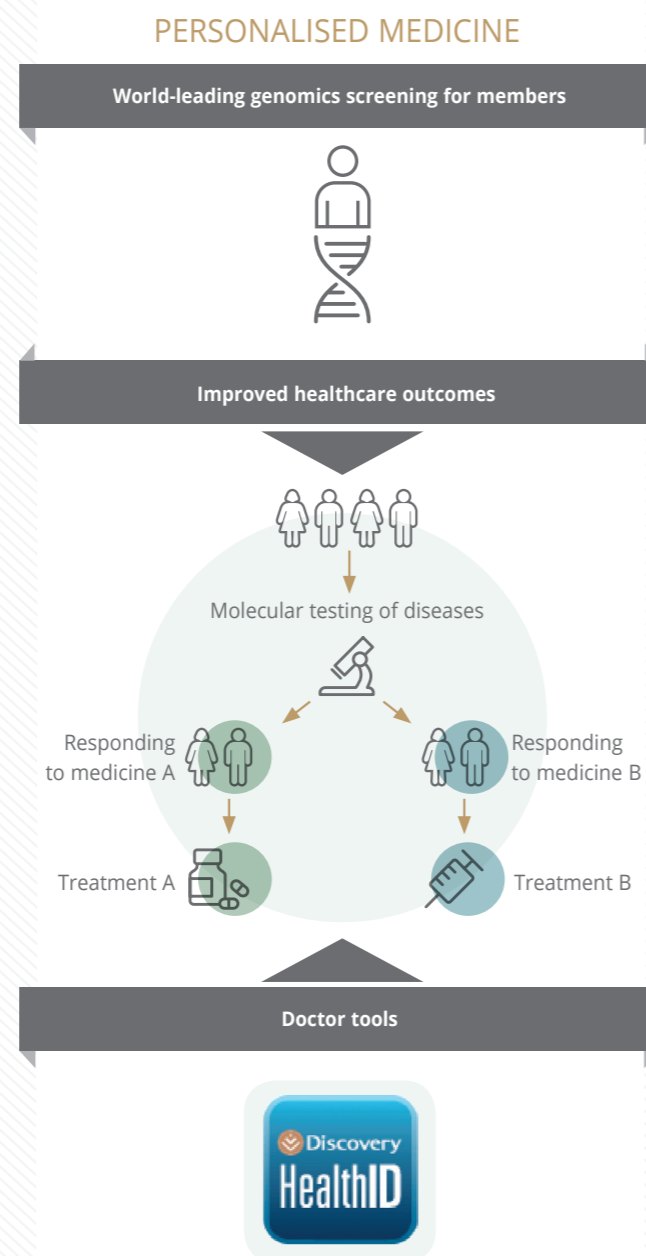 PERSONALISED MEDICINE
World-leading genomics screening for members
Improved healthcare outcomes
Molecular testing of diseases
Responding
to medicine A
Responding
to medicine B
Treatment A
Treatment B
Doctor tools
Discovery
HealthID